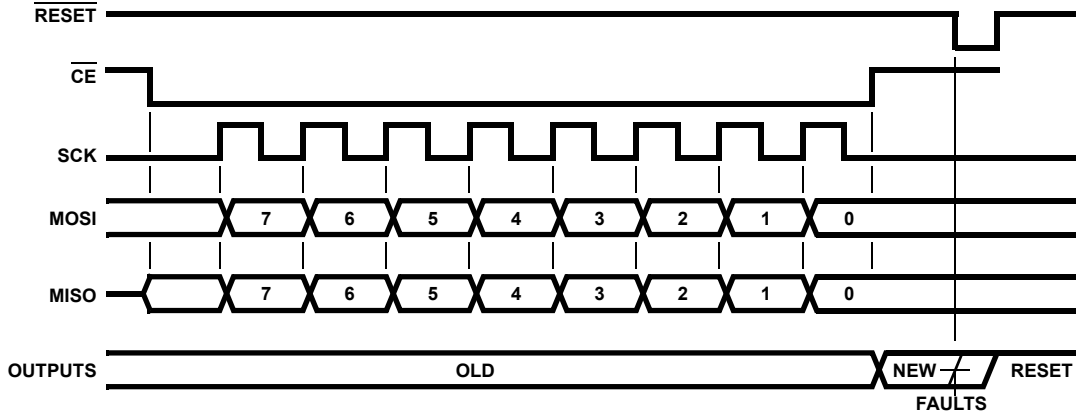 RESET
CE
SCK
MOSI 7 6 5 4 3 2 1 0
MISO 7 6 5 4 3 2 1 0
OUTPUTS OLD NEW RESET
FAULTS